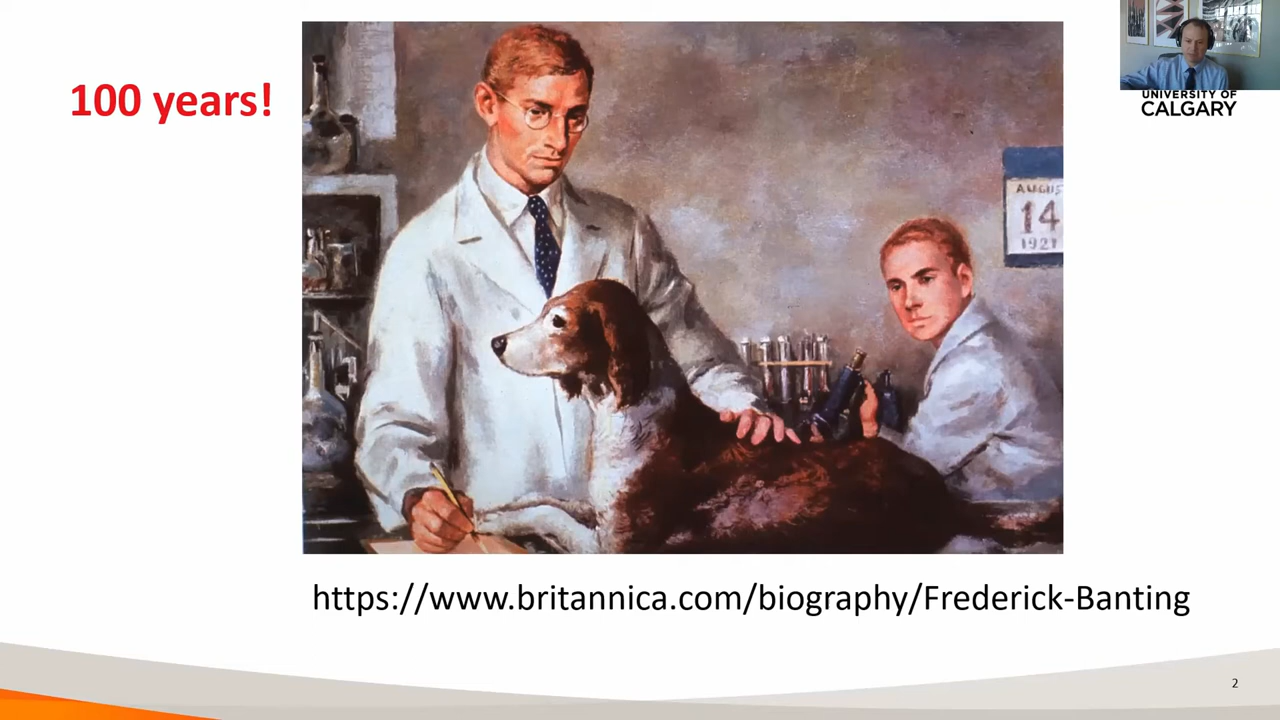 100 years!
UNIVERSITY OF
CALGARY
AUGUS
14
1921
https://www.britannica.com/biography/Frederick-Banting
2